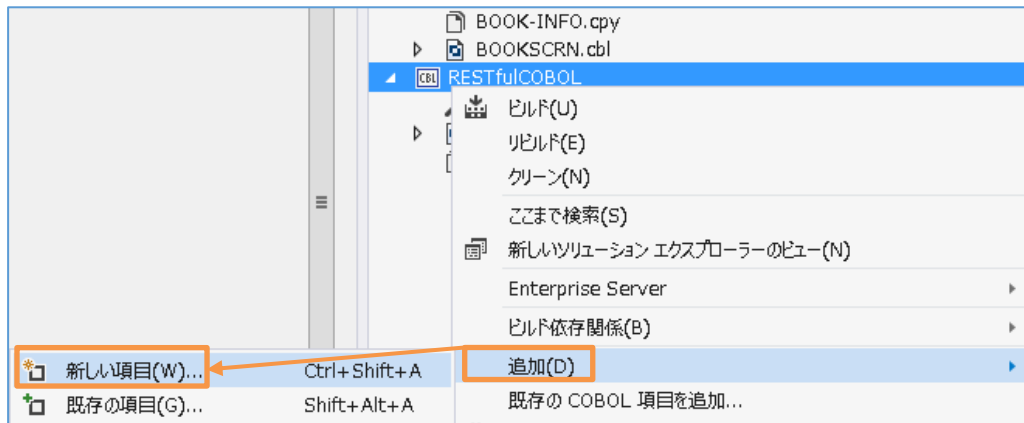 BOOK-INFO.cpy
BOOKSCRN.cbl
CBL RESTfulCOBOL
ビルド(U)
リビルド(E)
クリーン(N)
ここまで検索(S)
新しいソリューション エクスプローラーのビュー(N)
Enterprise Server
ビルド依存関係(B)
追加(D)
既存の COBOL 項目を追加...
新しい項目(W)... Ctrl+Shift+A
既存の項目(G)... Shift+Alt+A